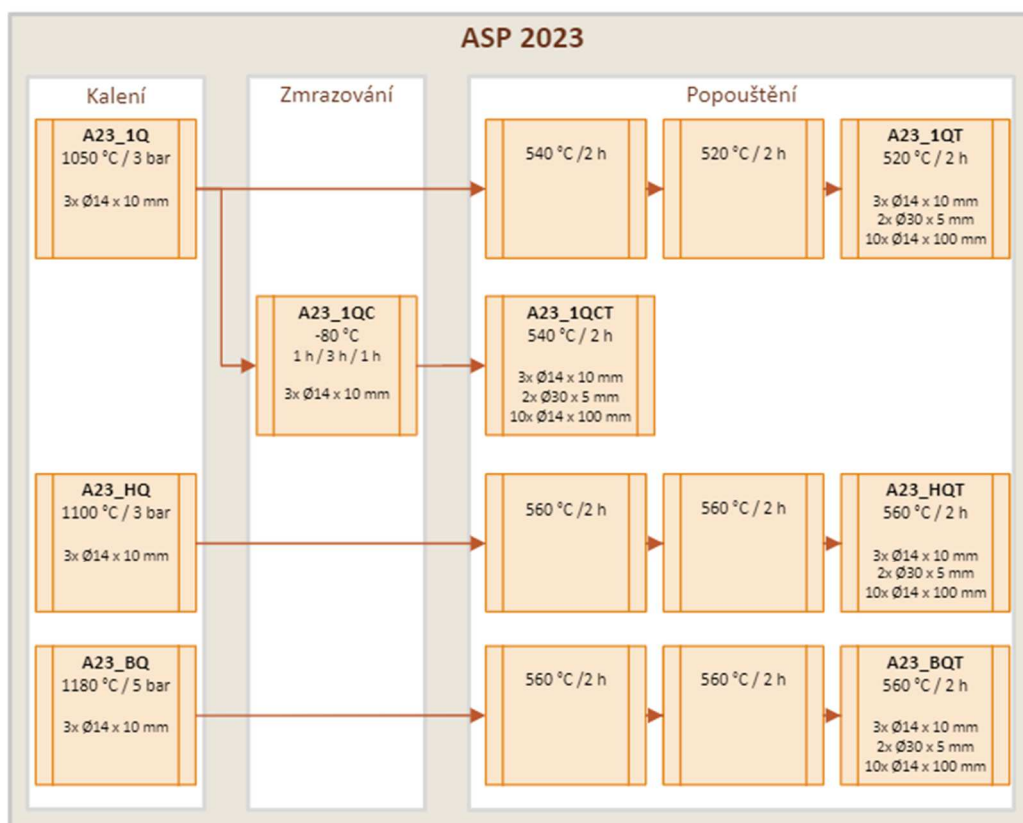 ASP 2023
Kalení
Zmrazování
Popouštění
A23_1Q
1050 °C / 3 bar
3x Ø14 x 10 mm
540 °C /2 h
520 °C / 2 h
A23_1QT
520 °C / 2 h
3x Ø14 x 10 mm
2x Ø30 x 5 mm
10x Ø14 x 100 mm
A23_1QC
-80 °C
1 h / 3 h / 1 h
3x Ø14 x 10 mm
A23_1QCT
540 °C / 2 h
3x Ø14 x 10 mm
2x Ø30 x 5 mm
10x Ø14 x 100 mm
A23_HQ
1100 °C / 3 bar
3x Ø14 x 10 mm
560 °C /2 h
560 °C / 2 h
A23_HQT
560 °C / 2 h
3x Ø14 x 10 mm
2x Ø30 x 5 mm
10x Ø14 x 100 mm
A23_BQ
1180 °C / 5 bar
3x Ø14 x 10 mm
560 °C /2 h
560 °C / 2 h
A23_BQT
560 °C / 2 h
3x Ø14 x 10 mm
2x Ø30 x 5 mm
10x Ø14 x 100 mm